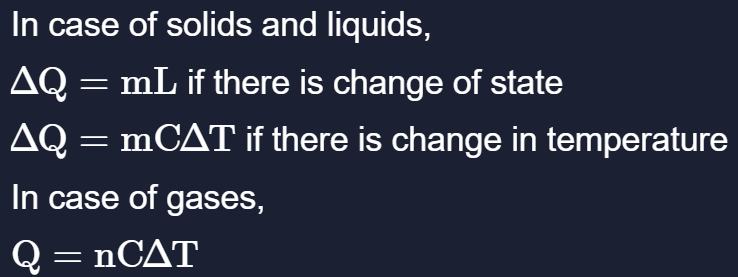 In case of solids and liquids,
ΔQ = mL if there is change of state
ΔQ = mCΔT if there is change in temperature
In case of gases,
Q = nCΔT